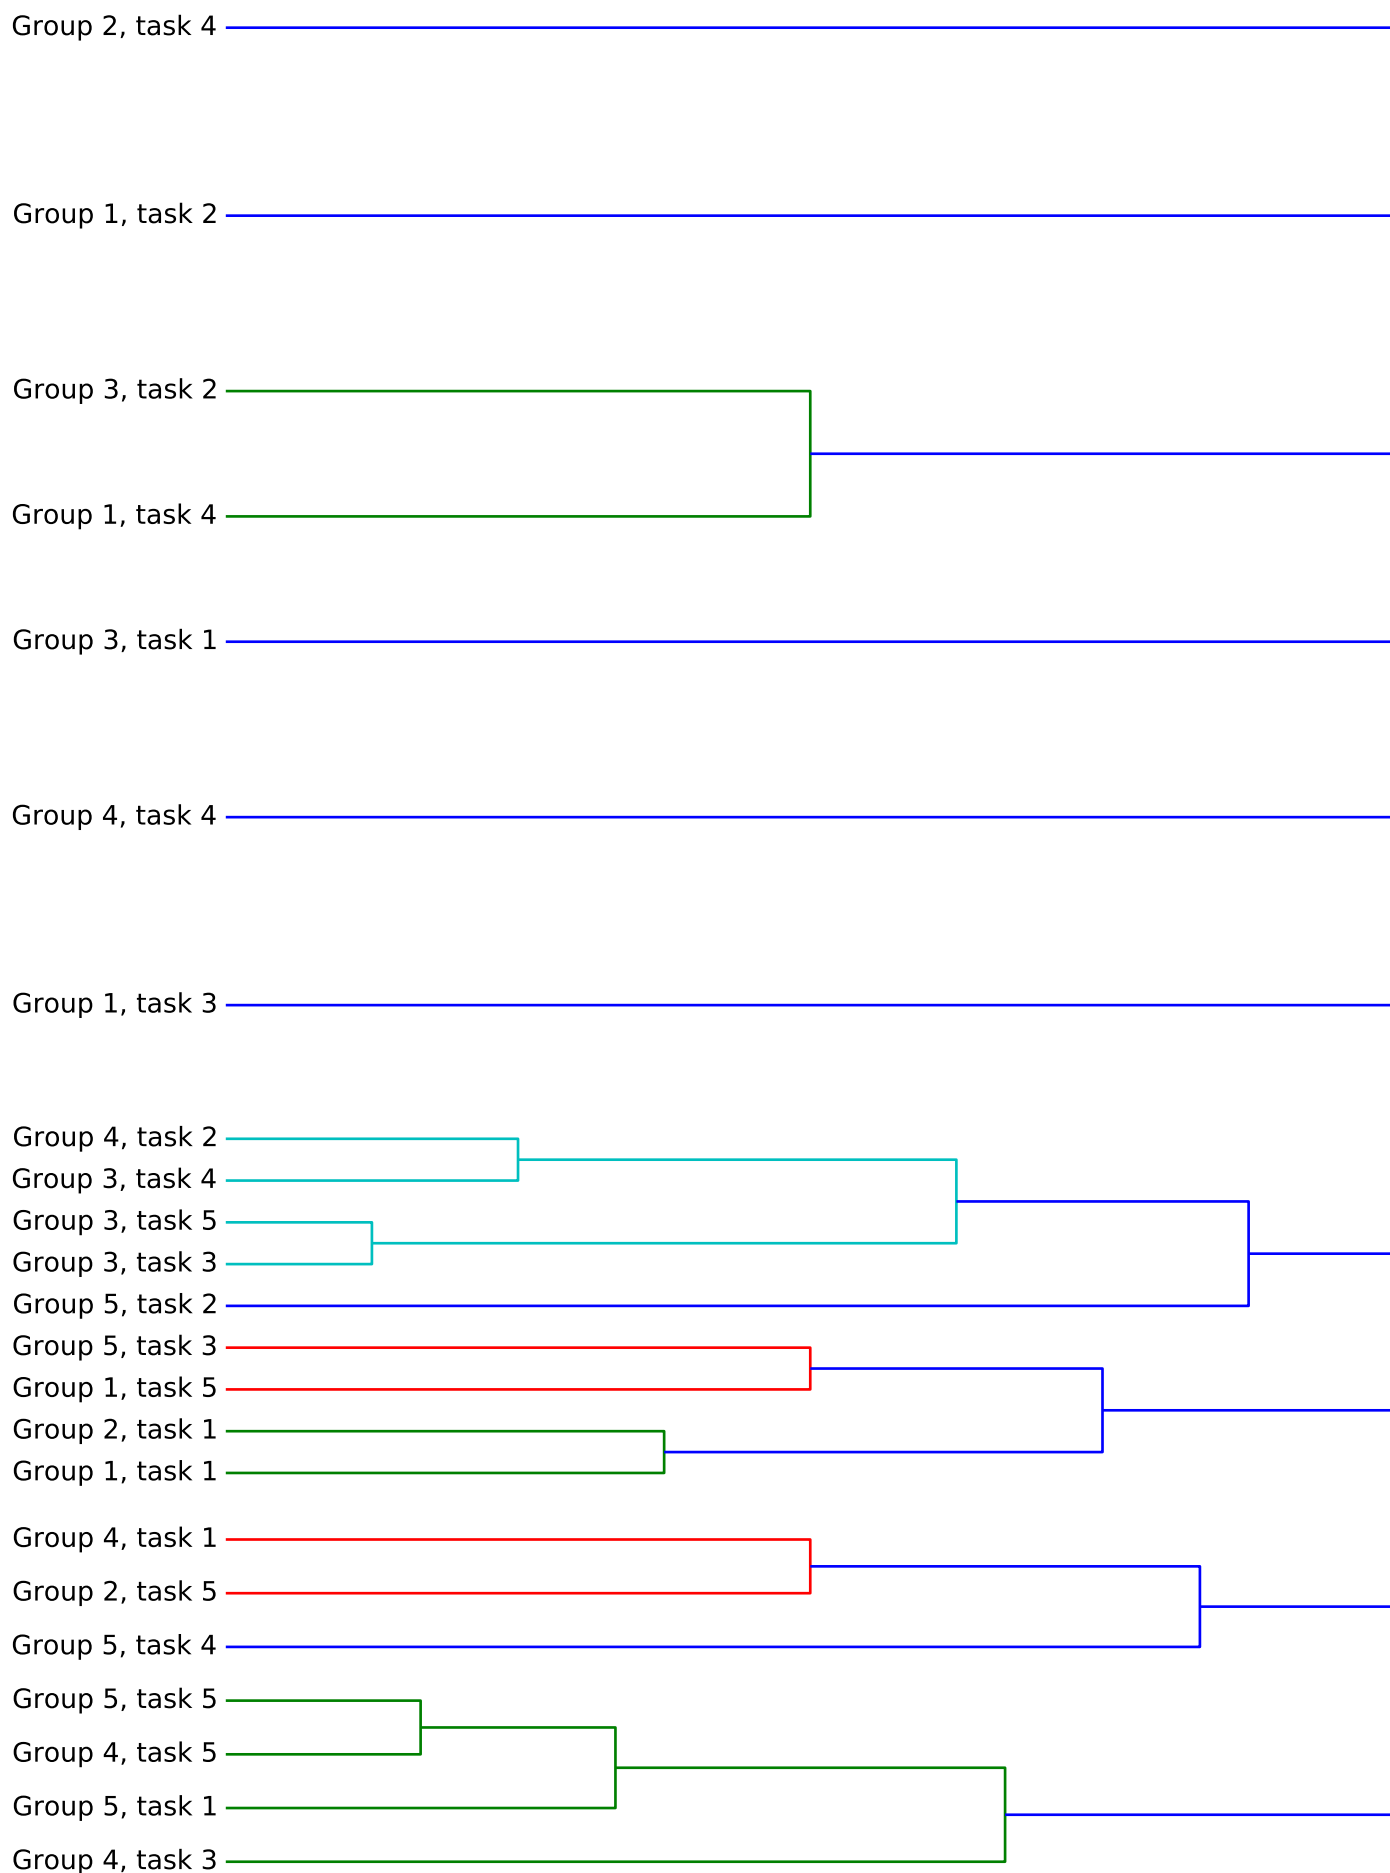 Group 2, task 4
Group 1, task 2
Group 3, task 2
Group 1, task 4
Group 3, task 1
Group 4, task 4
Group 1, task 3
Group 4, task 2
Group 3, task 4
Group 3, task 5
Group 3, task 3
Group 5, task 2
Group 5, task 3
Group 1, task 5
Group 2, task 1
Group 1, task 1
Group 4, task 1
Group 2, task 5
Group 5, task 4
Group 5, task 5
Group 4, task 5
Group 5, task 1
Group 4, task 3